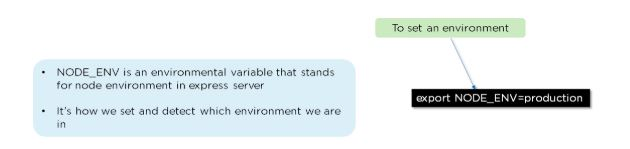 To set an environment
• NODE_ENV is an environmental variable that stands
for node environment in express server
• It's how we set and detect which environment we are
in
export NODE_ENV=production